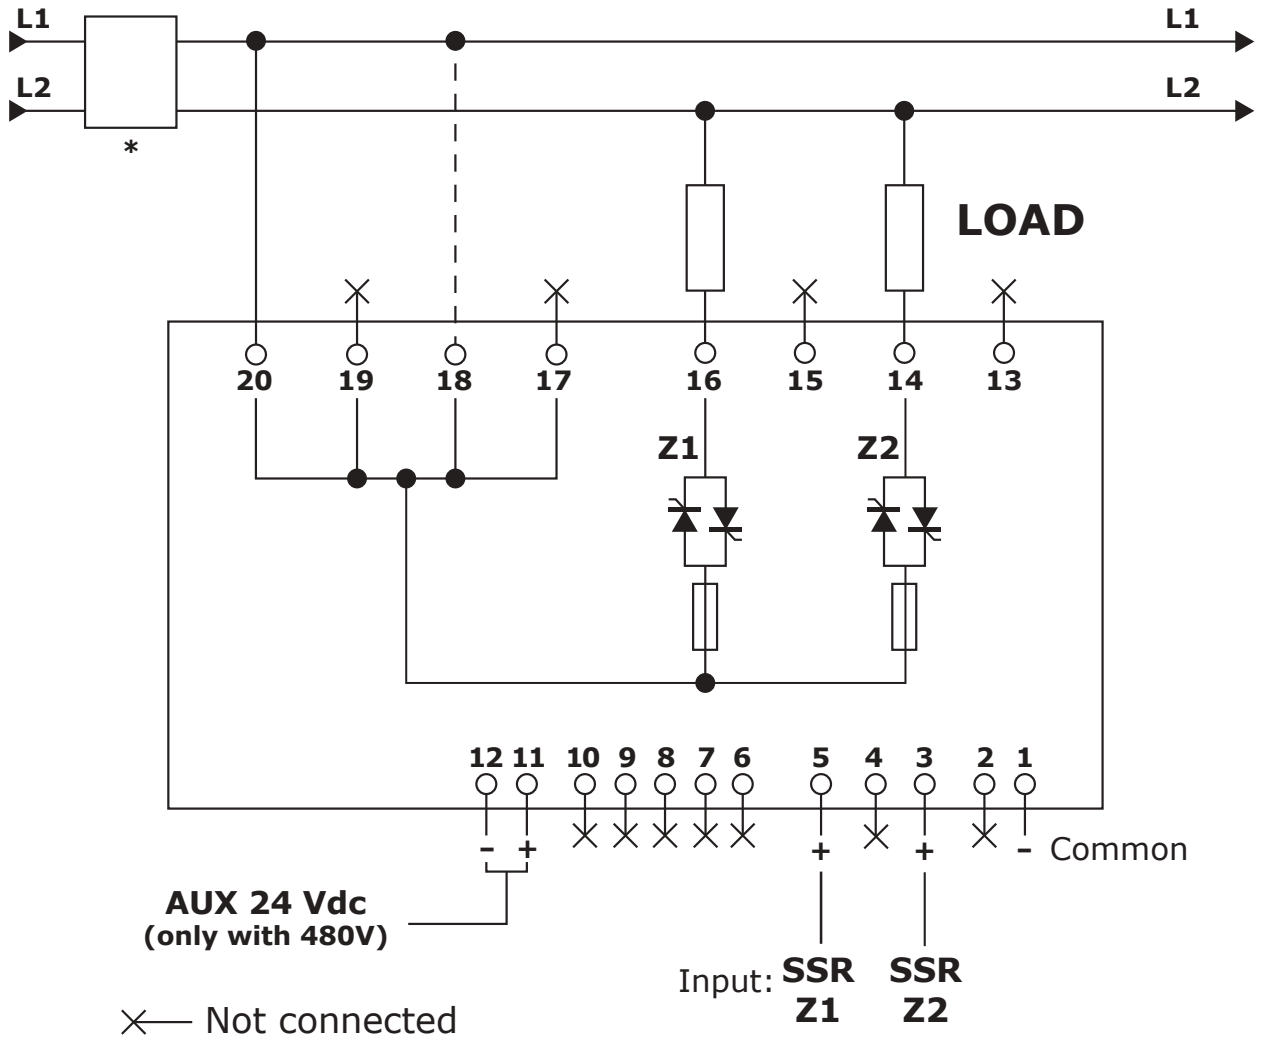 L1 L1
L2 L2
*
LOAD
20 19 18 17 16 15 14 13
Z1 Z2
12 11 10 9 8 7 6 5 4 3 2 1
- + + + - Common
AUX 24 Vdc
(only with 480V)
Input: SSR SSR
Z1 Z2
Not connected